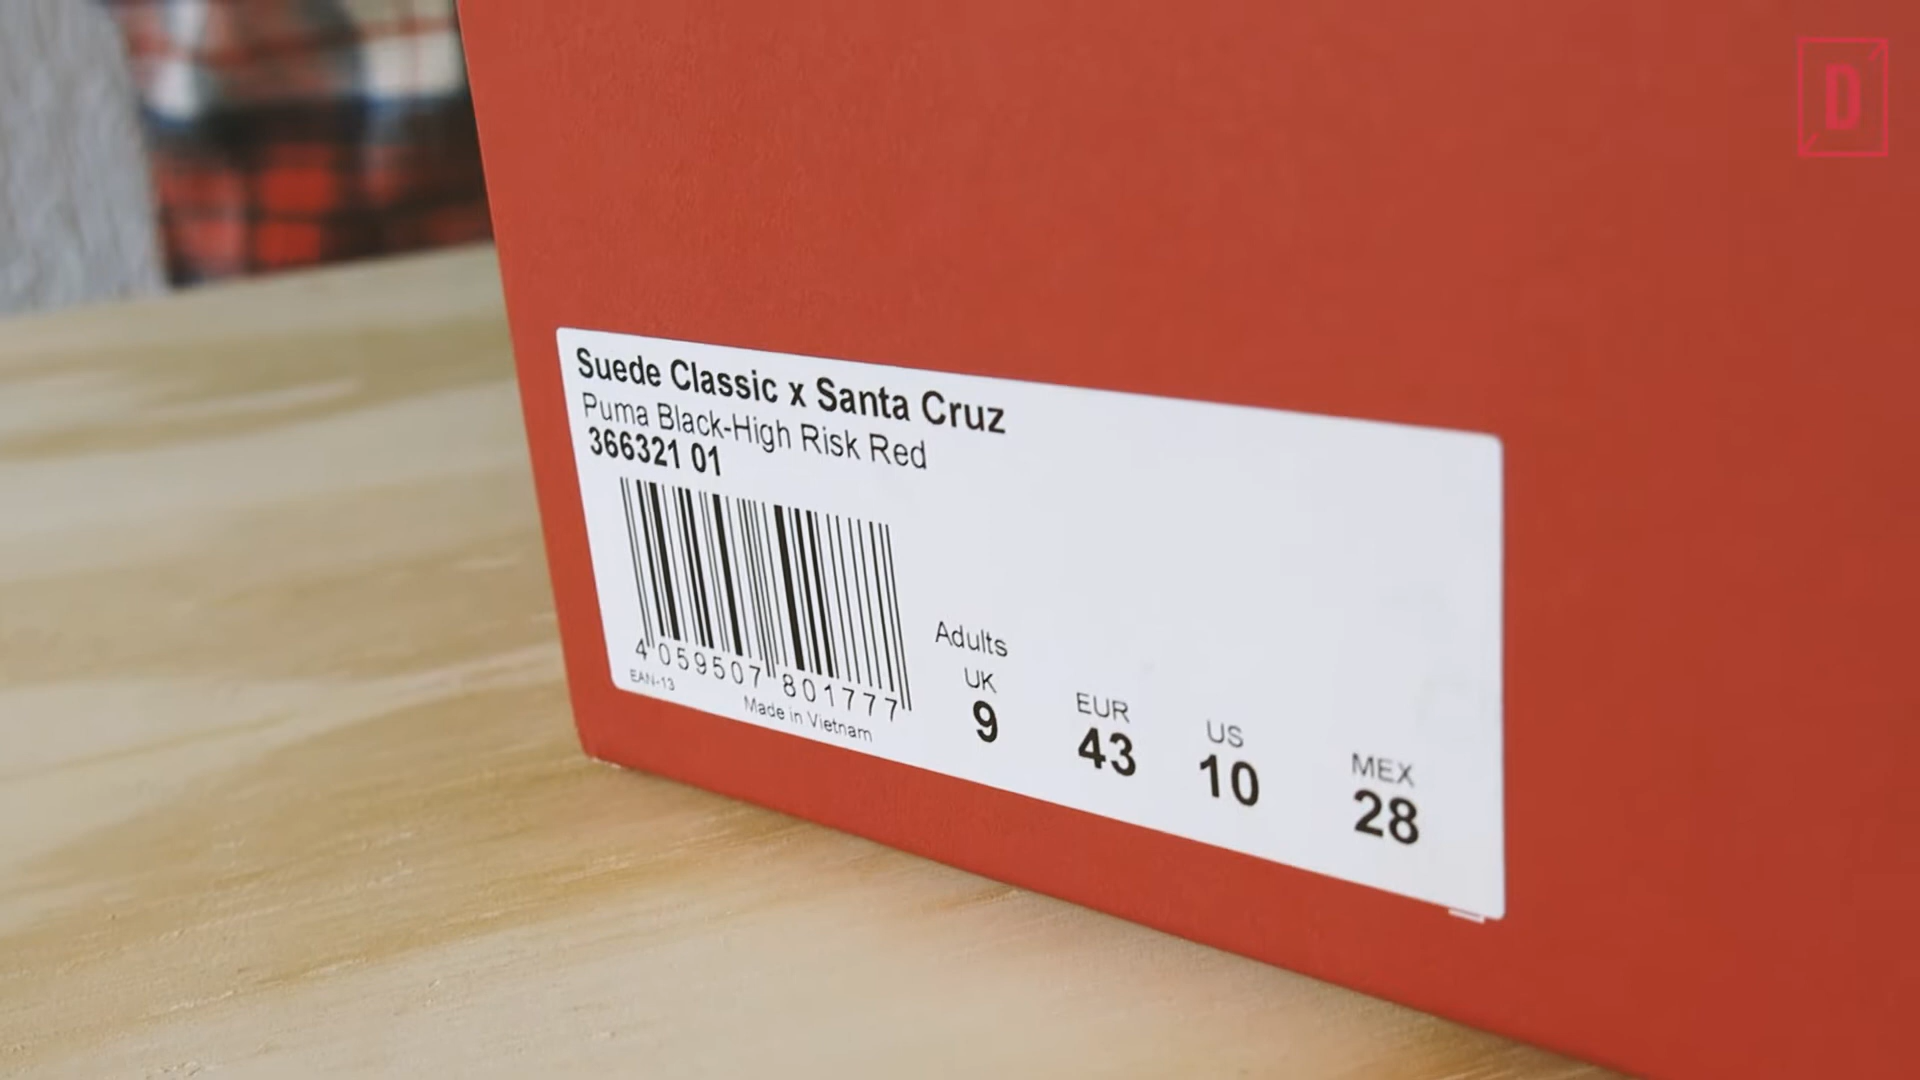 D
Suede Classic x Santa Cruz
Puma Black-High Risk Red
366321 01
4 059507 801777
EAN-13
Made in Vietnam
Adults
UK EUR US MEX
9 43 10 28